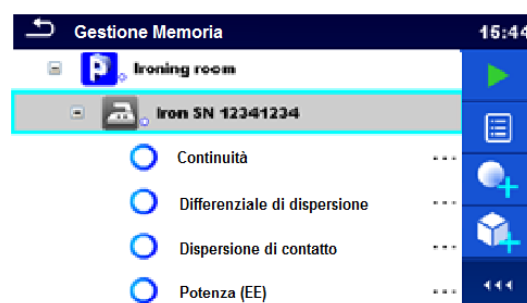 Gestione Memoria 15:44
Ironing room
Iron SN 12341234
Continuità
Differenziale di dispersione
Dispersione di contatto
Potenza (EE)